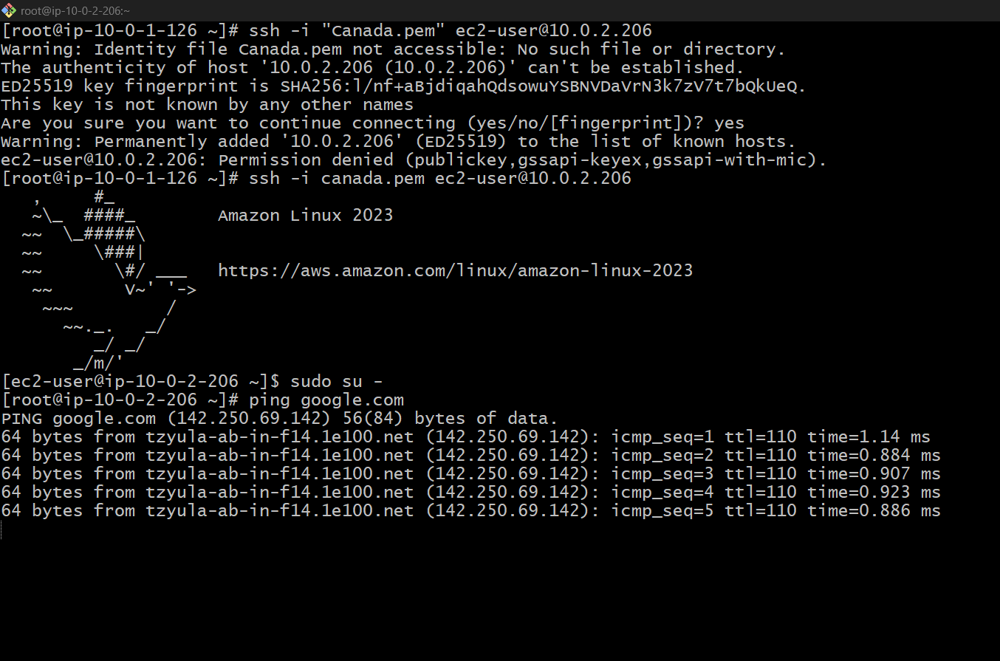 root@ip-10-0-2-206:~
[root@ip-10-0-1-126 ~]# ssh -i "Canada.pem" ec2-user@10.0.2.206
Warning: Identity file Canada.pem not accessible: No such file or directory.
The authenticity of host '10.0.2.206 (10.0.2.206)' can't be established.
ED25519 key fingerprint is SHA256:l/nf+aBjdiqahQdsowuYSBNVDaVrN3k7zV7t7bQkUeQ.
This key is not known by any other names
Are you sure you want to continue connecting (yes/no/[fingerprint])? yes
Warning: Permanently added '10.0.2.206' (ED25519) to the list of known hosts.
ec2-user@10.0.2.206: Permission denied (publickey,gssapi-keyex,gssapi-with-mic).
[root@ip-10-0-1-126 ~]# ssh -i canada.pem ec2-user@10.0.2.206
   ,     #_
   ~\_  ####_        Amazon Linux 2023
  ~~  \_#####\
  ~~     \###|
  ~~       \#/ ___   https://aws.amazon.com/linux/amazon-linux-2023
   ~~       V~' '->
    ~~~         /
      ~~._.   _/
         _/ _/
       _/m/'
[ec2-user@ip-10-0-2-206 ~]$ sudo su -
[root@ip-10-0-2-206 ~]# ping google.com
PING google.com (142.250.69.142) 56(84) bytes of data.
64 bytes from tzyula-ab-in-f14.1e100.net (142.250.69.142): icmp_seq=1 ttl=110 time=1.14 ms
64 bytes from tzyula-ab-in-f14.1e100.net (142.250.69.142): icmp_seq=2 ttl=110 time=0.884 ms
64 bytes from tzyula-ab-in-f14.1e100.net (142.250.69.142): icmp_seq=3 ttl=110 time=0.907 ms
64 bytes from tzyula-ab-in-f14.1e100.net (142.250.69.142): icmp_seq=4 ttl=110 time=0.923 ms
64 bytes from tzyula-ab-in-f14.1e100.net (142.250.69.142): icmp_seq=5 ttl=110 time=0.886 ms